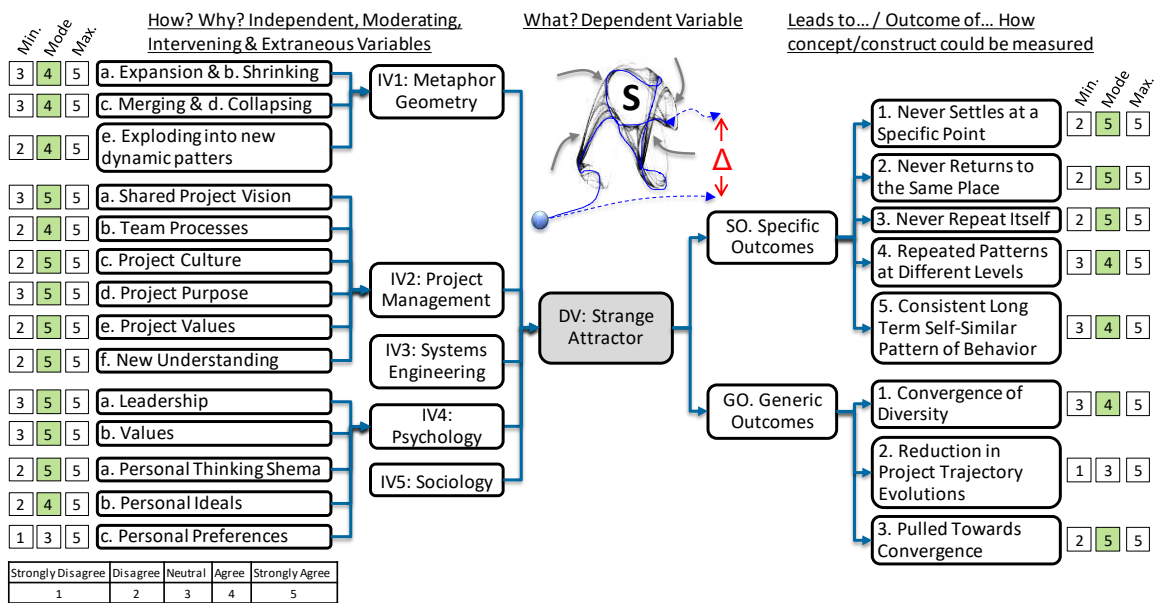 How? Why? Independent, Moderating,
Intervening & Extraneous Variables
What? Dependent Variable
Leads to… / Outcome of… How
concept/construct could be measured
Min. Mode Max.
3 4 5 a. Expansion & b. Shrinking
3 4 5 c. Merging & d. Collapsing
2 4 5 e. Exploding into new
dynamic patters
3 5 5 a. Shared Project Vision
2 4 5 b. Team Processes
2 5 5 c. Project Culture
3 5 5 d. Project Purpose
2 5 5 e. Project Values
2 5 5 f. New Understanding
3 5 5 a. Leadership
3 5 5 b. Values
2 5 5 a. Personal Thinking Shema
2 4 5 b. Personal Ideals
1 3 5 c. Personal Preferences
Strongly Disagree Disagree Neutral Agree Strongly Agree
1 2 3 4 5
IV1: Metaphor
Geometry
IV2: Project
Management
IV3: Systems
Engineering
IV4:
Psychology
IV5: Sociology
S
Δ
DV: Strange
Attractor
SO. Specific
Outcomes
GO. Generic
Outcomes
Min. Mode Max.
1. Never Settles at a
Specific Point
2 5 5
2. Never Returns to
the Same Place
2 5 5
3. Never Repeat Itself 2 5 5
4. Repeated Patterns
at Different Levels
3 4 5
5. Consistent Long
Term Self-Similar
Pattern of Behavior
3 4 5
1. Convergence of
Diversity
3 4 5
2. Reduction in
Project Trajectory
Evolutions
1 3 5
3. Pulled Towards
Convergence
2 5 5